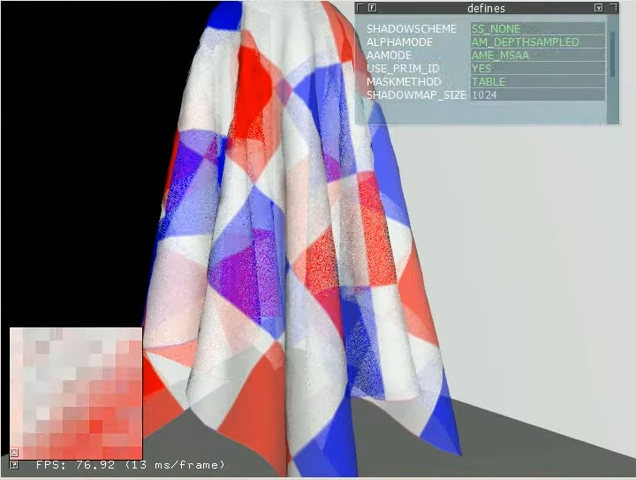 defines
SHADOWSCHEME SS_NONE
ALPHAMODE AM_DEPTHSAMPLED
AAMODE AME_MSAA
USE_PRIM_ID YES
MASKMETHOD TABLE
SHADOWMAP_SIZE 1024
FPS: 76.92 (13 ms/frame)